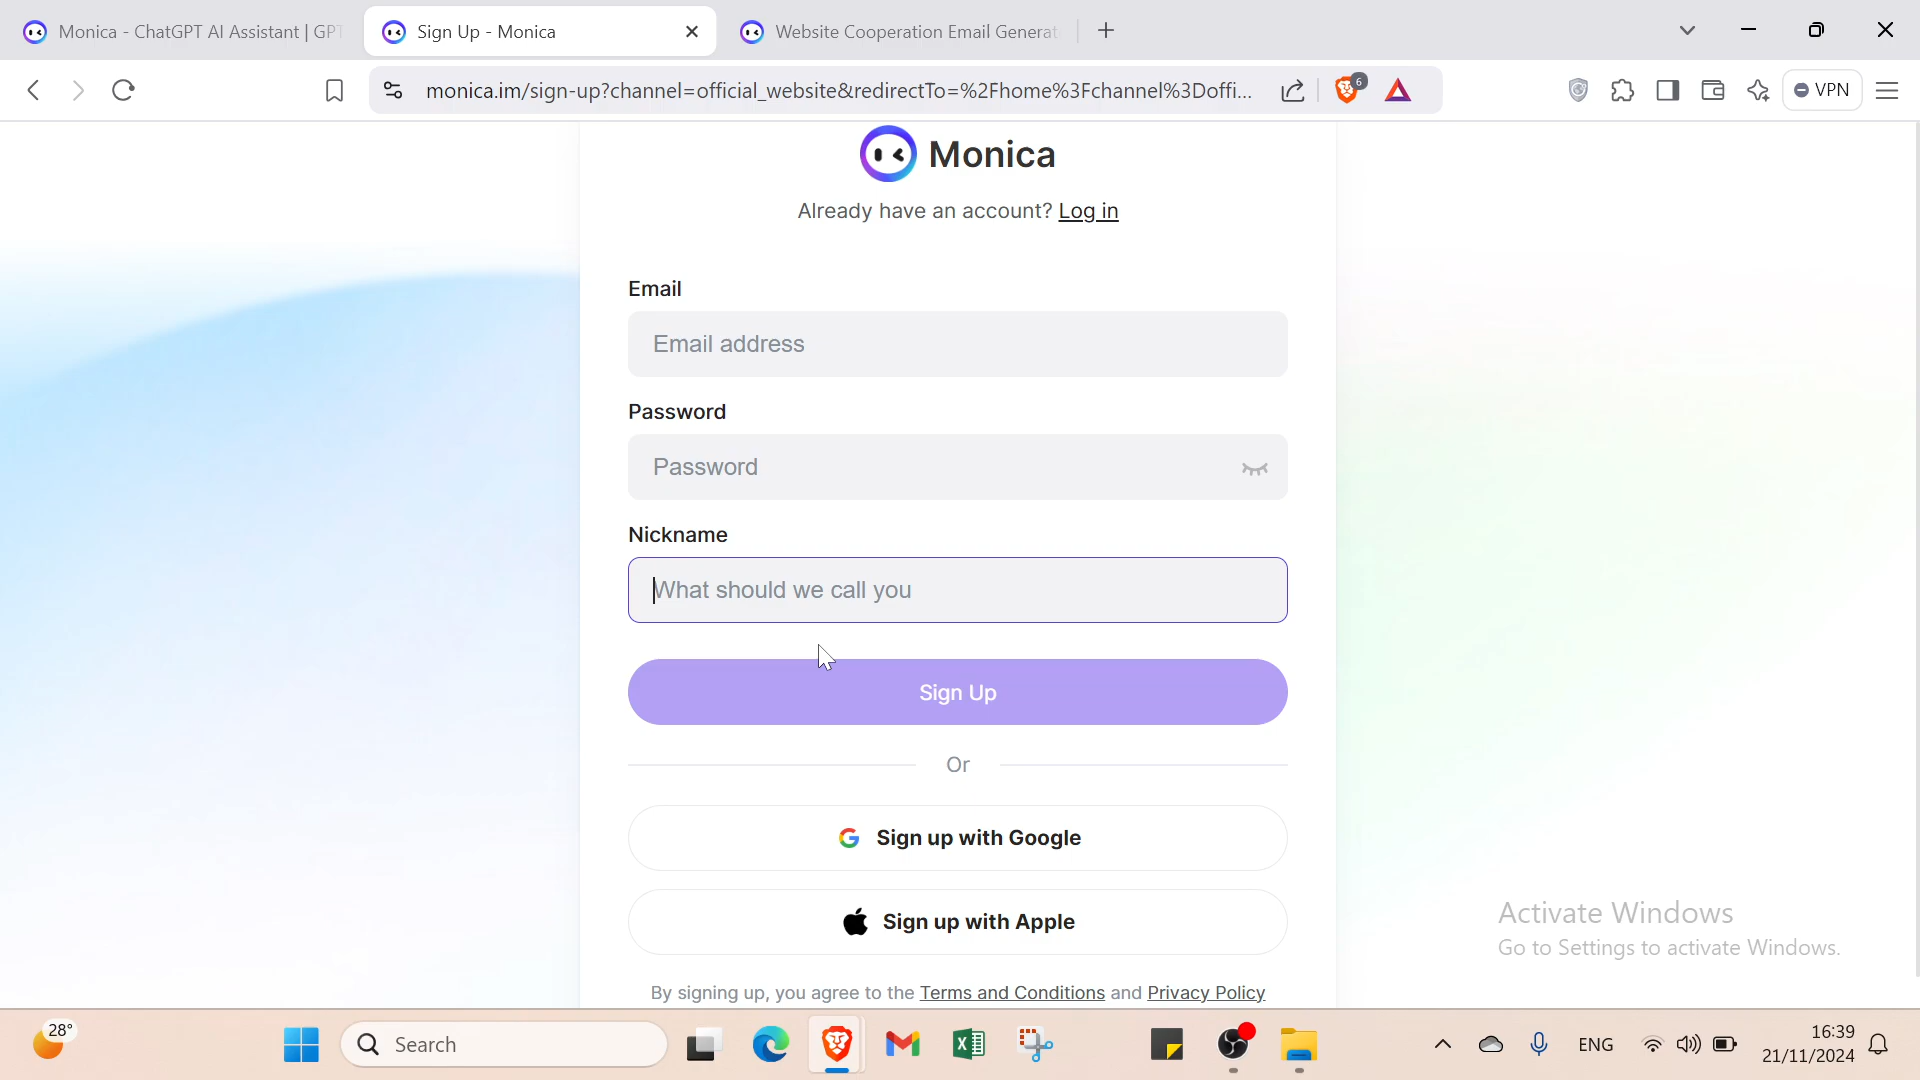 Monica - ChatGPT AI Assistant | GPT
Sign Up - Monica
Website Cooperation Email Generat
monica.im/sign-up?channel=official_website&redirectTo=%2Fhome%3Fchannel%3Doffi...
6
VPN
Monica
Already have an account? Log in
Email
Email address
Password
Password
Nickname
What should we call you
Sign Up
Or
Sign up with Google
Sign up with Apple
By signing up, you agree to the Terms and Conditions and Privacy Policy
Activate Windows
Go to Settings to activate Windows.
28°
Search
ENG
16:39
21/11/2024